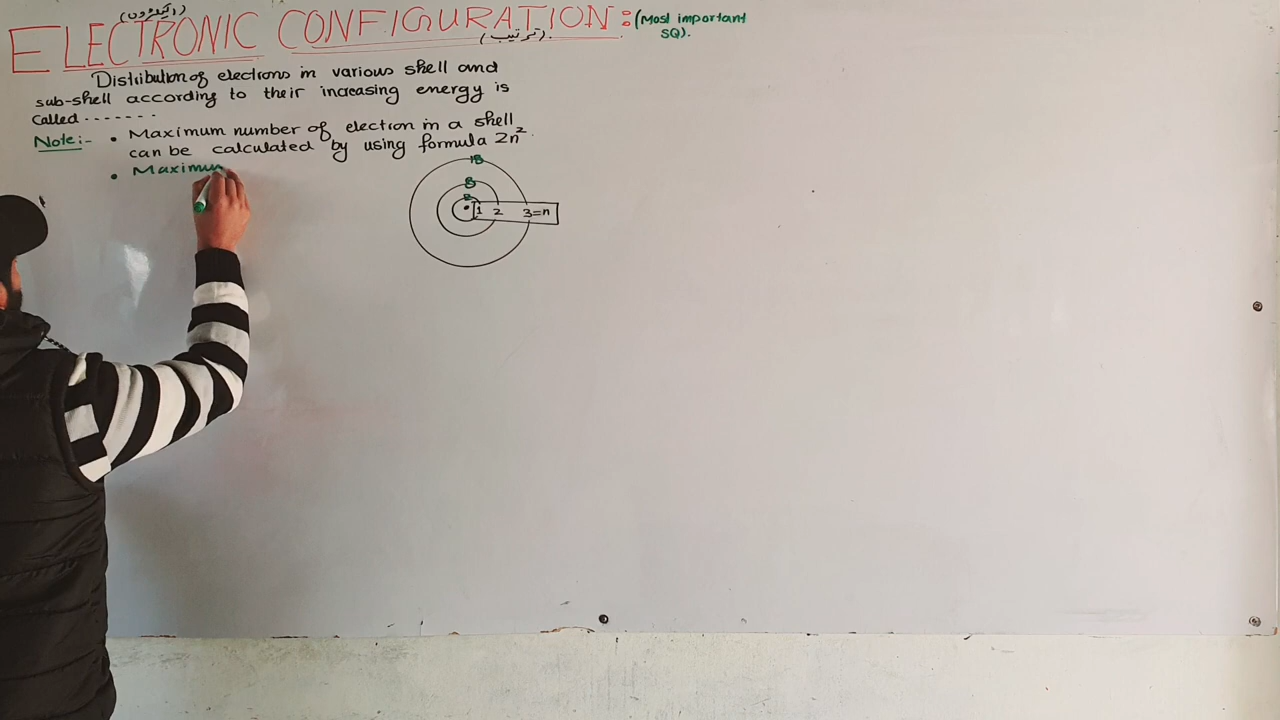 (الیکٹرون)
ELECTRONIC CONFIGURATION :
(Most important
SQ).
(ترتیب)
Distribution of electrons in various shell and
sub-shell according to their increasing energy is
called .......
Note:- • Maximum number of electron in a shell
can be calculated by using formula 2n².
• Maximum
18
8
2
1 2 3=n